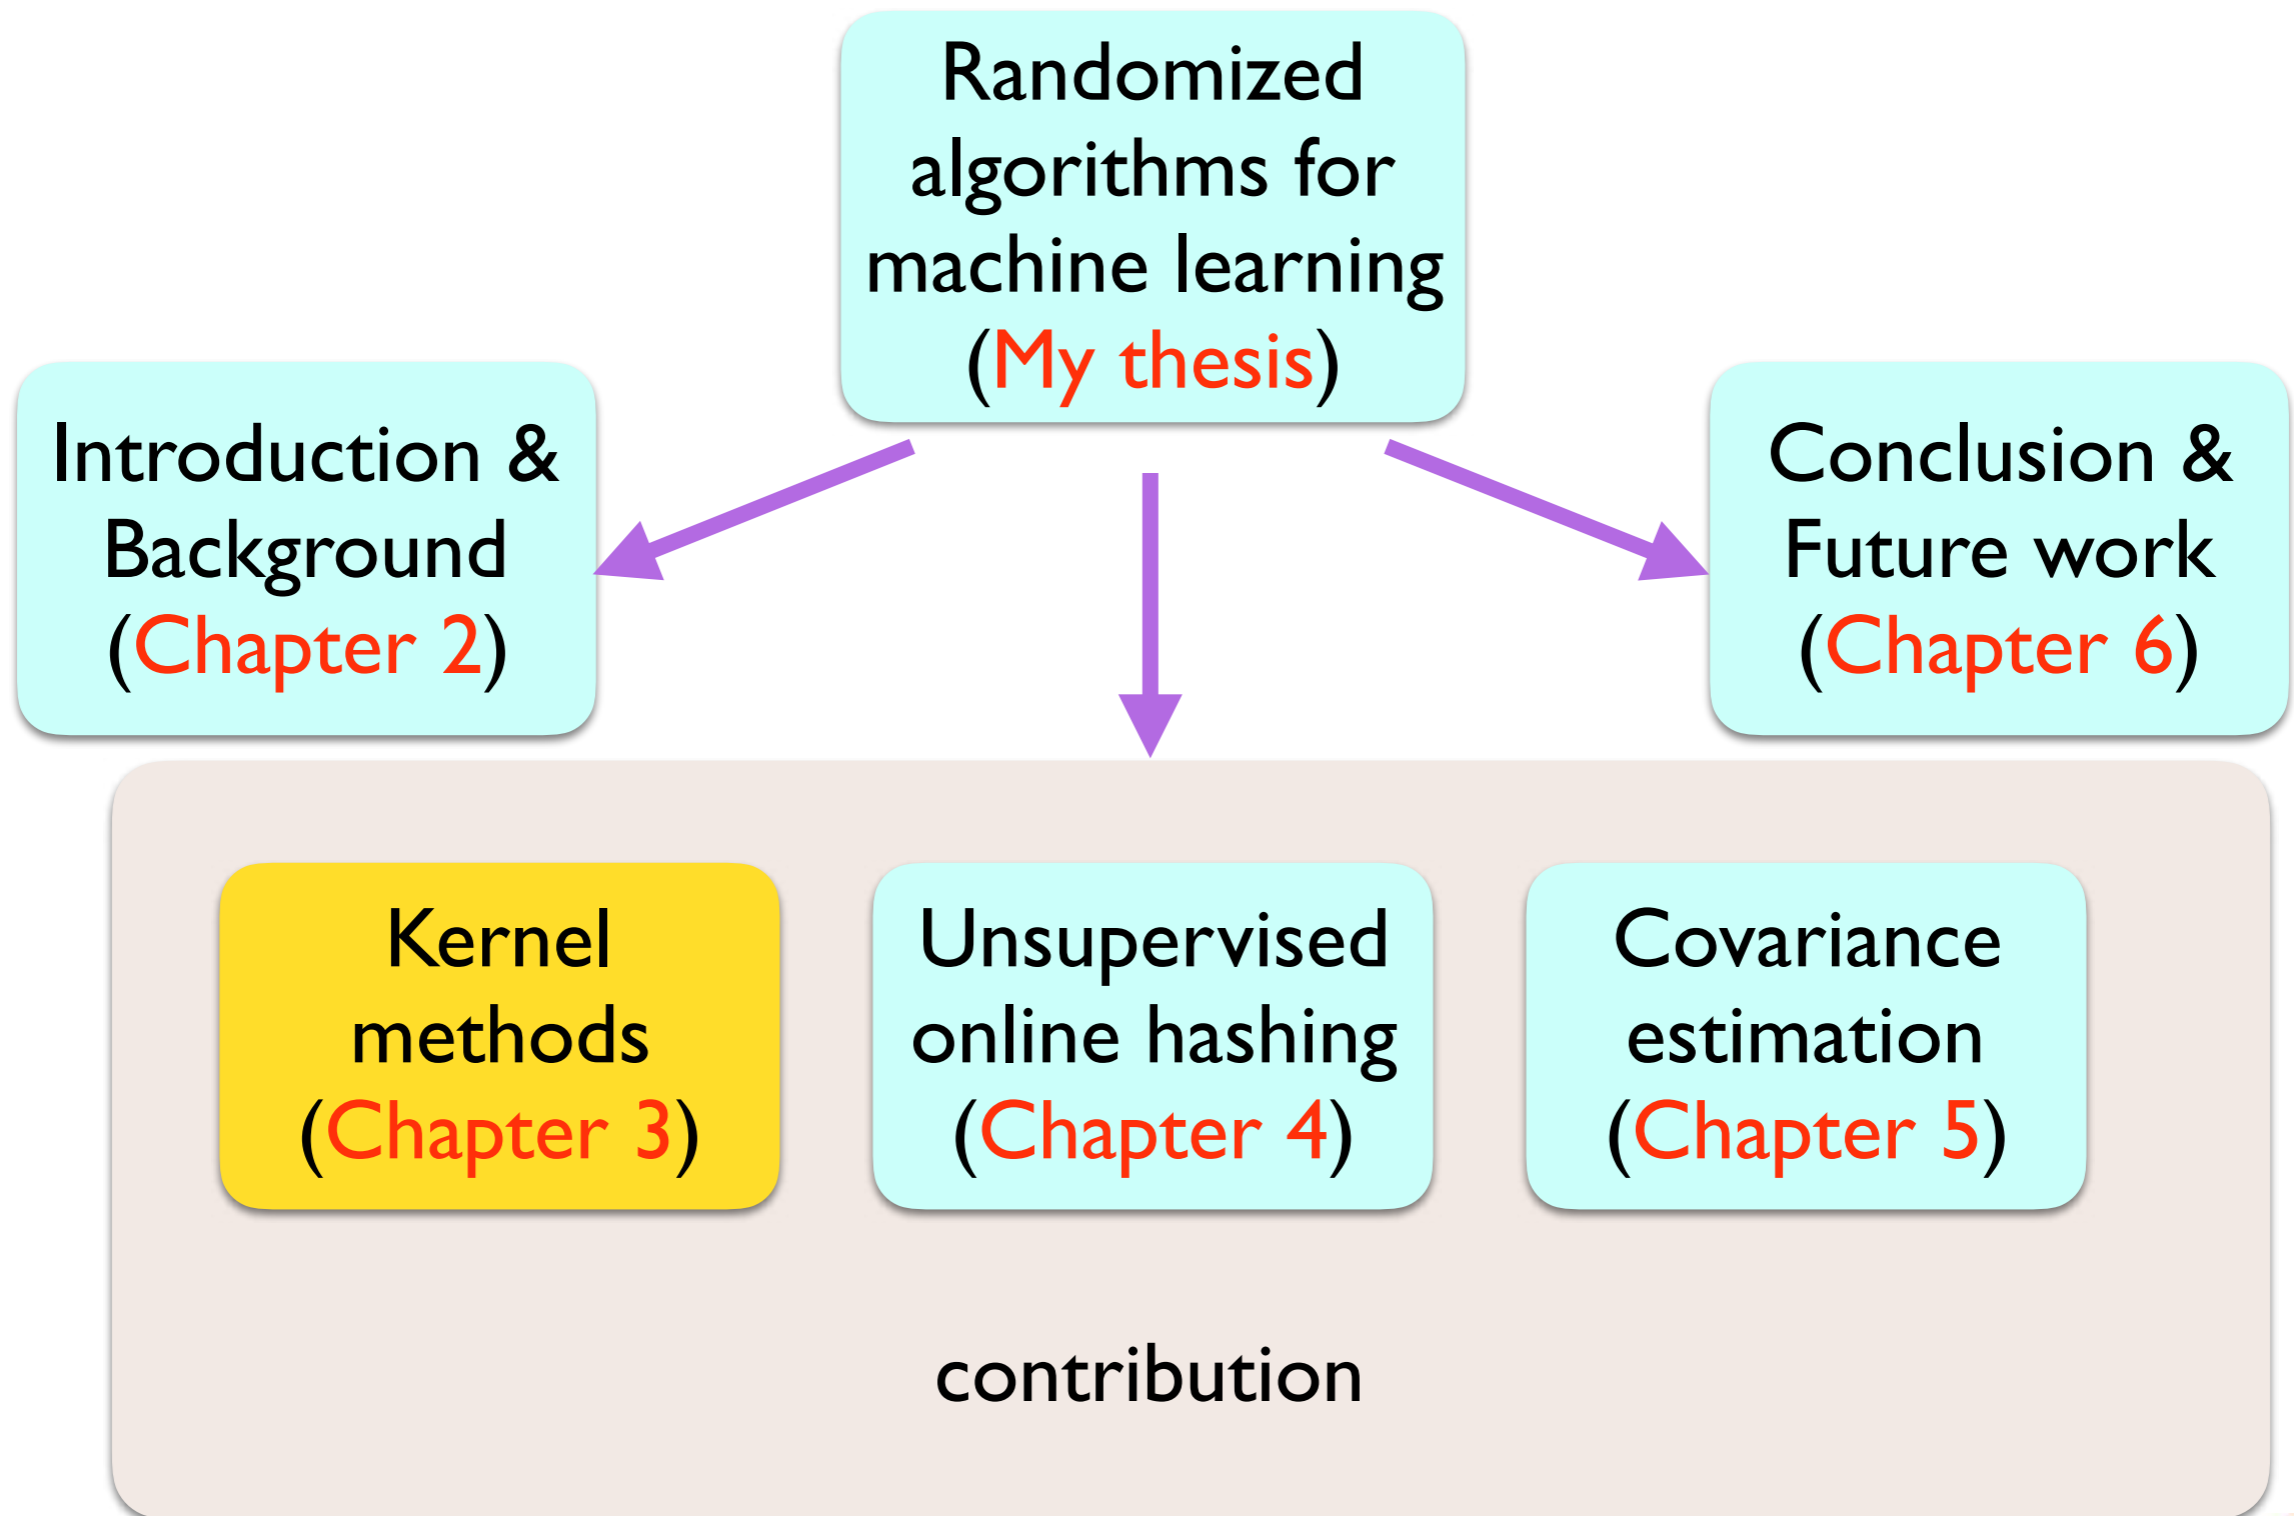 Randomized
algorithms for
machine learning
(My thesis)
Introduction &
Background
(Chapter 2)
Conclusion &
Future work
(Chapter 6)
Kernel
methods
(Chapter 3)
Unsupervised
online hashing
(Chapter 4)
Covariance
estimation
(Chapter 5)
contribution